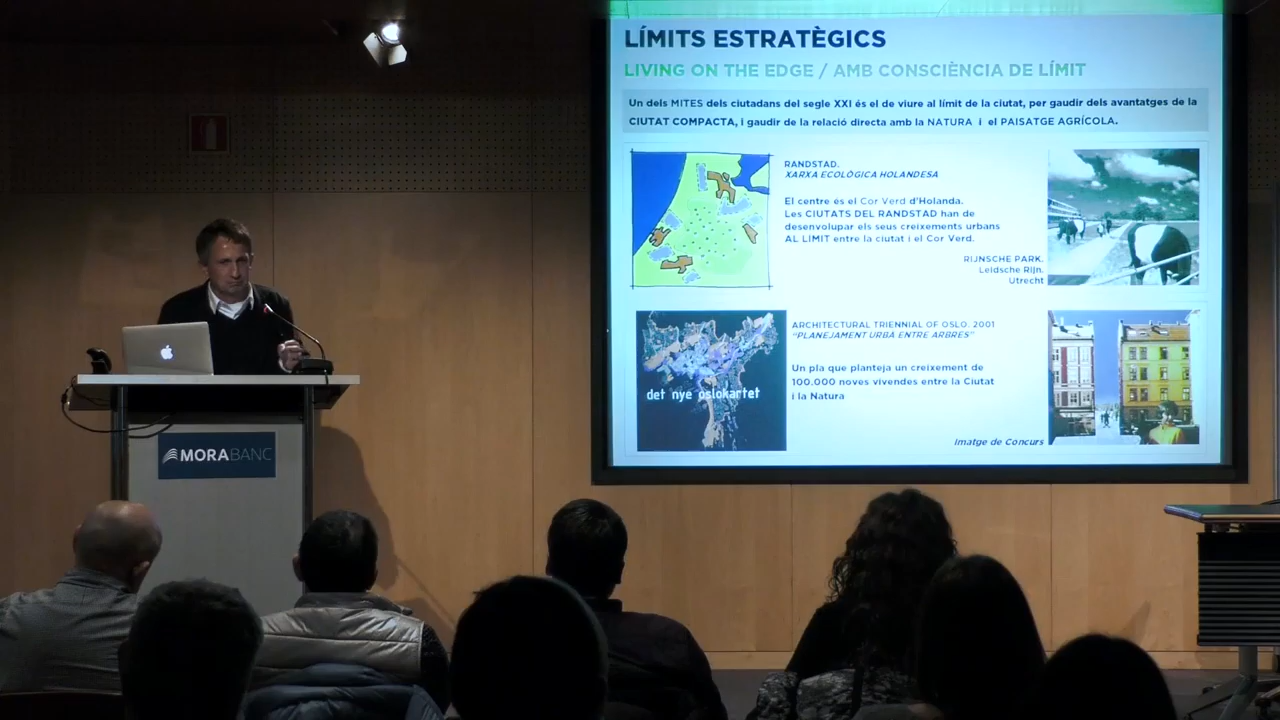 LÍMITS ESTRATÈGICS
LIVING ON THE EDGE / AMB CONSCIÈNCIA DE LÍMIT
Un dels MITES dels ciutadans del segle XXI és el de viure al límit de la ciutat, per gaudir dels avantatges de la
CIUTAT COMPACTA, i gaudir de la relació directa amb la NATURA i el PAISATGE AGRÍCOLA.
RANDSTAD.
XARXA ECOLÒGICA HOLANDESA
El centre és el Cor Verd d'Holanda.
Les CIUTATS DEL RANDSTAD han de
desenvolupar els seus creixements urbans
AL LÍMIT entre la ciutat i el Cor Verd.
RIJNSCHE PARK.
Leidsche Rijn.
Utrecht
ARCHITECTURAL TRIENNIAL OF OSLO. 2001
"PLANEJAMENT URBÀ ENTRE ARBRES"
det nye oslokartet
Un pla que planteja un creixement de
100.000 noves vivendes entre la Ciutat
i la Natura
Imatge de Concurs
MORABANC